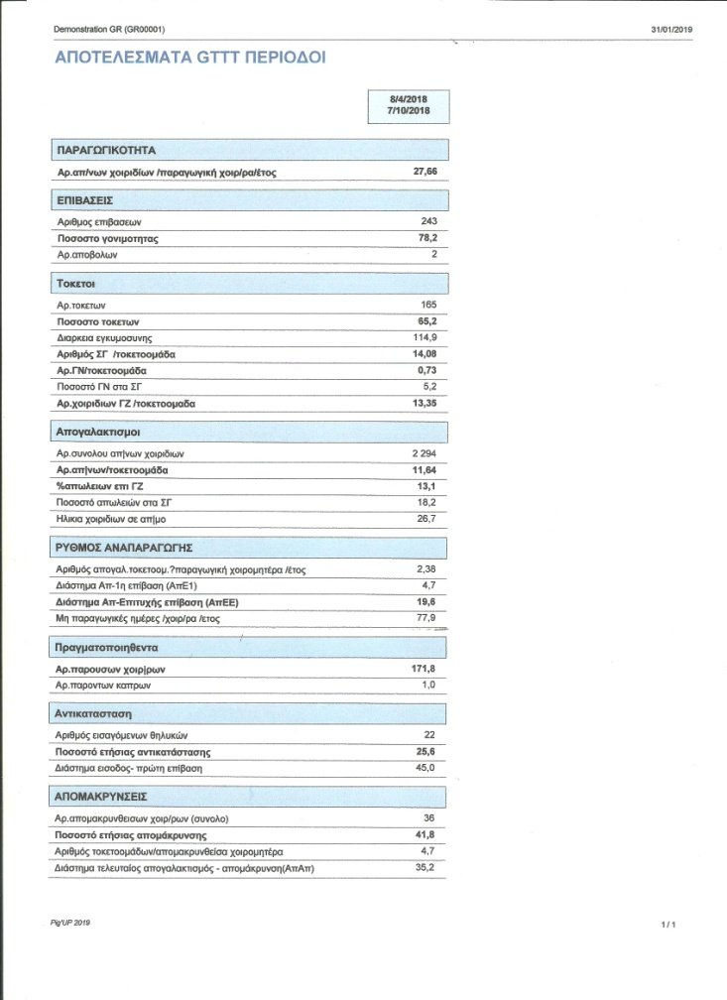 Demonstration GR (GR00001) 31/01/2019
ΑΠΟΤΕΛΕΣΜΑΤΑ GTTT ΠΕΡΙΟΔΟΙ
8/4/2018
7/10/2018
ΠΑΡΑΓΩΓΙΚΟΤΗΤΑ
Αρ.απ/νων χοιριδίων /παραγωγική χοιρ/ρα/έτος 27,66
ΕΠΙΒΑΣΕΙΣ
Αριθμος επιβασεων 243
Ποσοστο γονιμοτητας 78,2
Αρ.αποβολων 2
Τοκετοι
Αρ.τοκετων 165
Ποσοστο τοκετων 65,2
Διαρκεια εγκυμοσυνης 114,9
Αριθμός ΣΓ /τοκετοομάδα 14,08
Αρ.ΓΝ/τοκετοομάδα 0,73
Ποσοστό ΓΝ στα ΣΓ 5,2
Αρ.χοιριδιων ΓΖ /τοκετοομαδα 13,35
Απογαλακτισμοι
Αρ.συνολου απ|νων χοιριδιων 2 294
Αρ.απ|νων/τοκετοομάδα 11,64
%απωλειων επι ΓΖ 13,1
Ποσοστό απωλειών στα ΣΓ 18,2
Ηλικια χοιριδιων σε απ|μο 26,7
ΡΥΘΜΟΣ ΑΝΑΠΑΡΑΓΩΓΗΣ
Αριθμός απογαλ.τοκετοομ.?παραγωγική χοιρομητέρα /έτος 2,38
Διάστημα Απ-1η επίβαση (ΑπΕ1) 4,7
Διάστημα Απ-Επιτυχής επίβαση (ΑπΕΕ) 19,6
Μη παραγωγικές ημέρες /χοιρ/ρα /ετος 77,9
Πραγματοποιηθεντα
Αρ.παρουσων χοιρ|ρων 171,8
Αρ.παροντων καπρων 1,0
Αντικατασταση
Αριθμός εισαγόμενων θηλυκών 22
Ποσοστό ετήσιας αντικατάστασης 25,6
Διάστημα εισοδος- πρώτη επίβαση 45,0
ΑΠΟΜΑΚΡΥΝΣΕΙΣ
Αρ.απομακρυνθεισων χοιρ/ρων (συνολο) 36
Ποσοστό ετήσιας απομάκρυνσης 41,8
Αριθμός τοκετοομάδων/απομακρυνθείσα χοιρομητέρα 4,7
Διάστημα τελευταίος απογαλακτισμός - απομάκρυνση(ΑπΑπ) 35,2
Pig'UP 2019 1 / 1